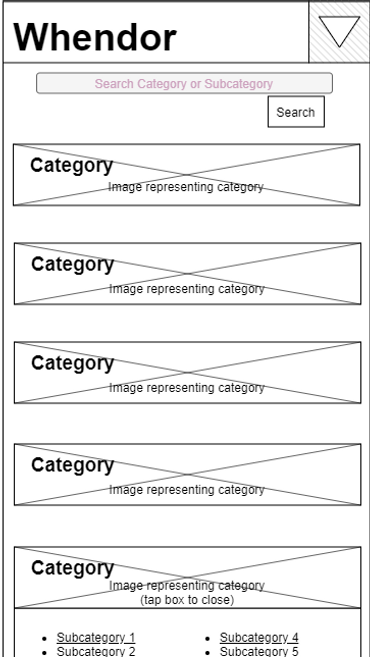 Whendor
Search Category or Subcategory
Search
Category
Image representing category
Category
Image representing category
Category
Image representing category
Category
Image representing category
Category
Image representing category
(tap box to close)
Subcategory 1
Subcategory 4
Subcategory 2
Subcategory 5